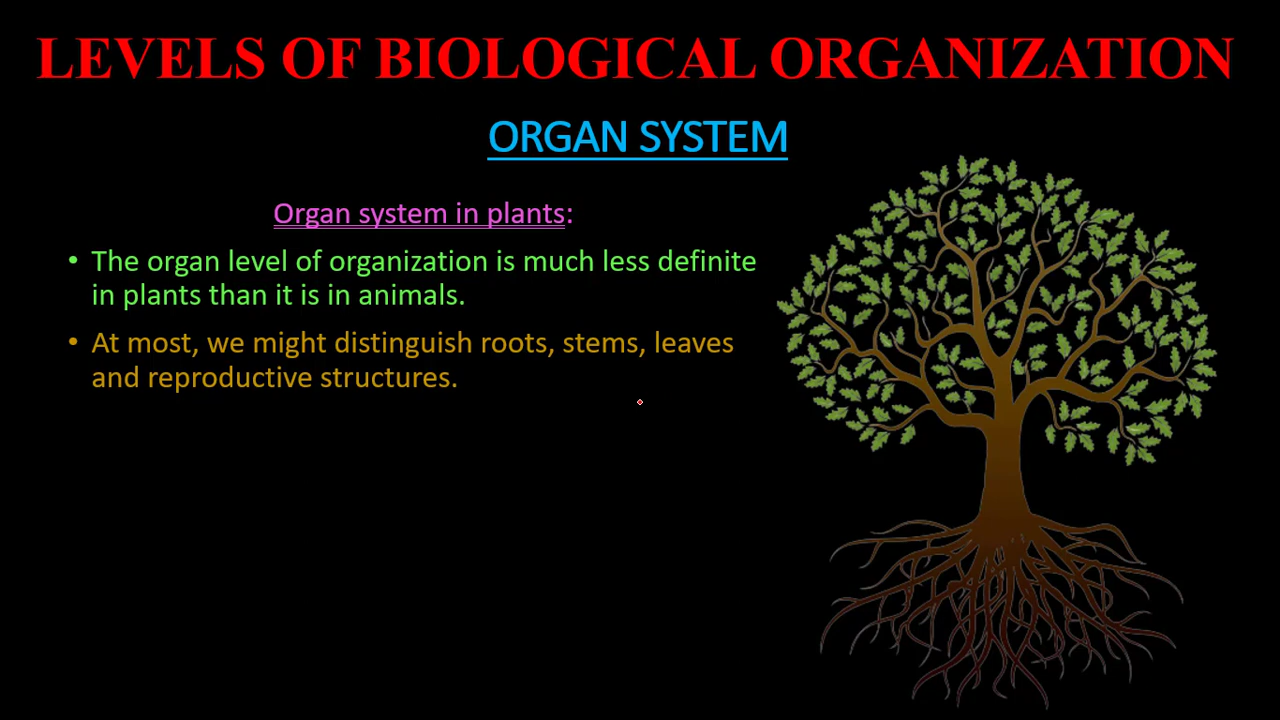 LEVELS OF BIOLOGICAL ORGANIZATION
ORGAN SYSTEM
Organ system in plants:
• The organ level of organization is much less definite
in plants than it is in animals.
• At most, we might distinguish roots, stems, leaves
and reproductive structures.